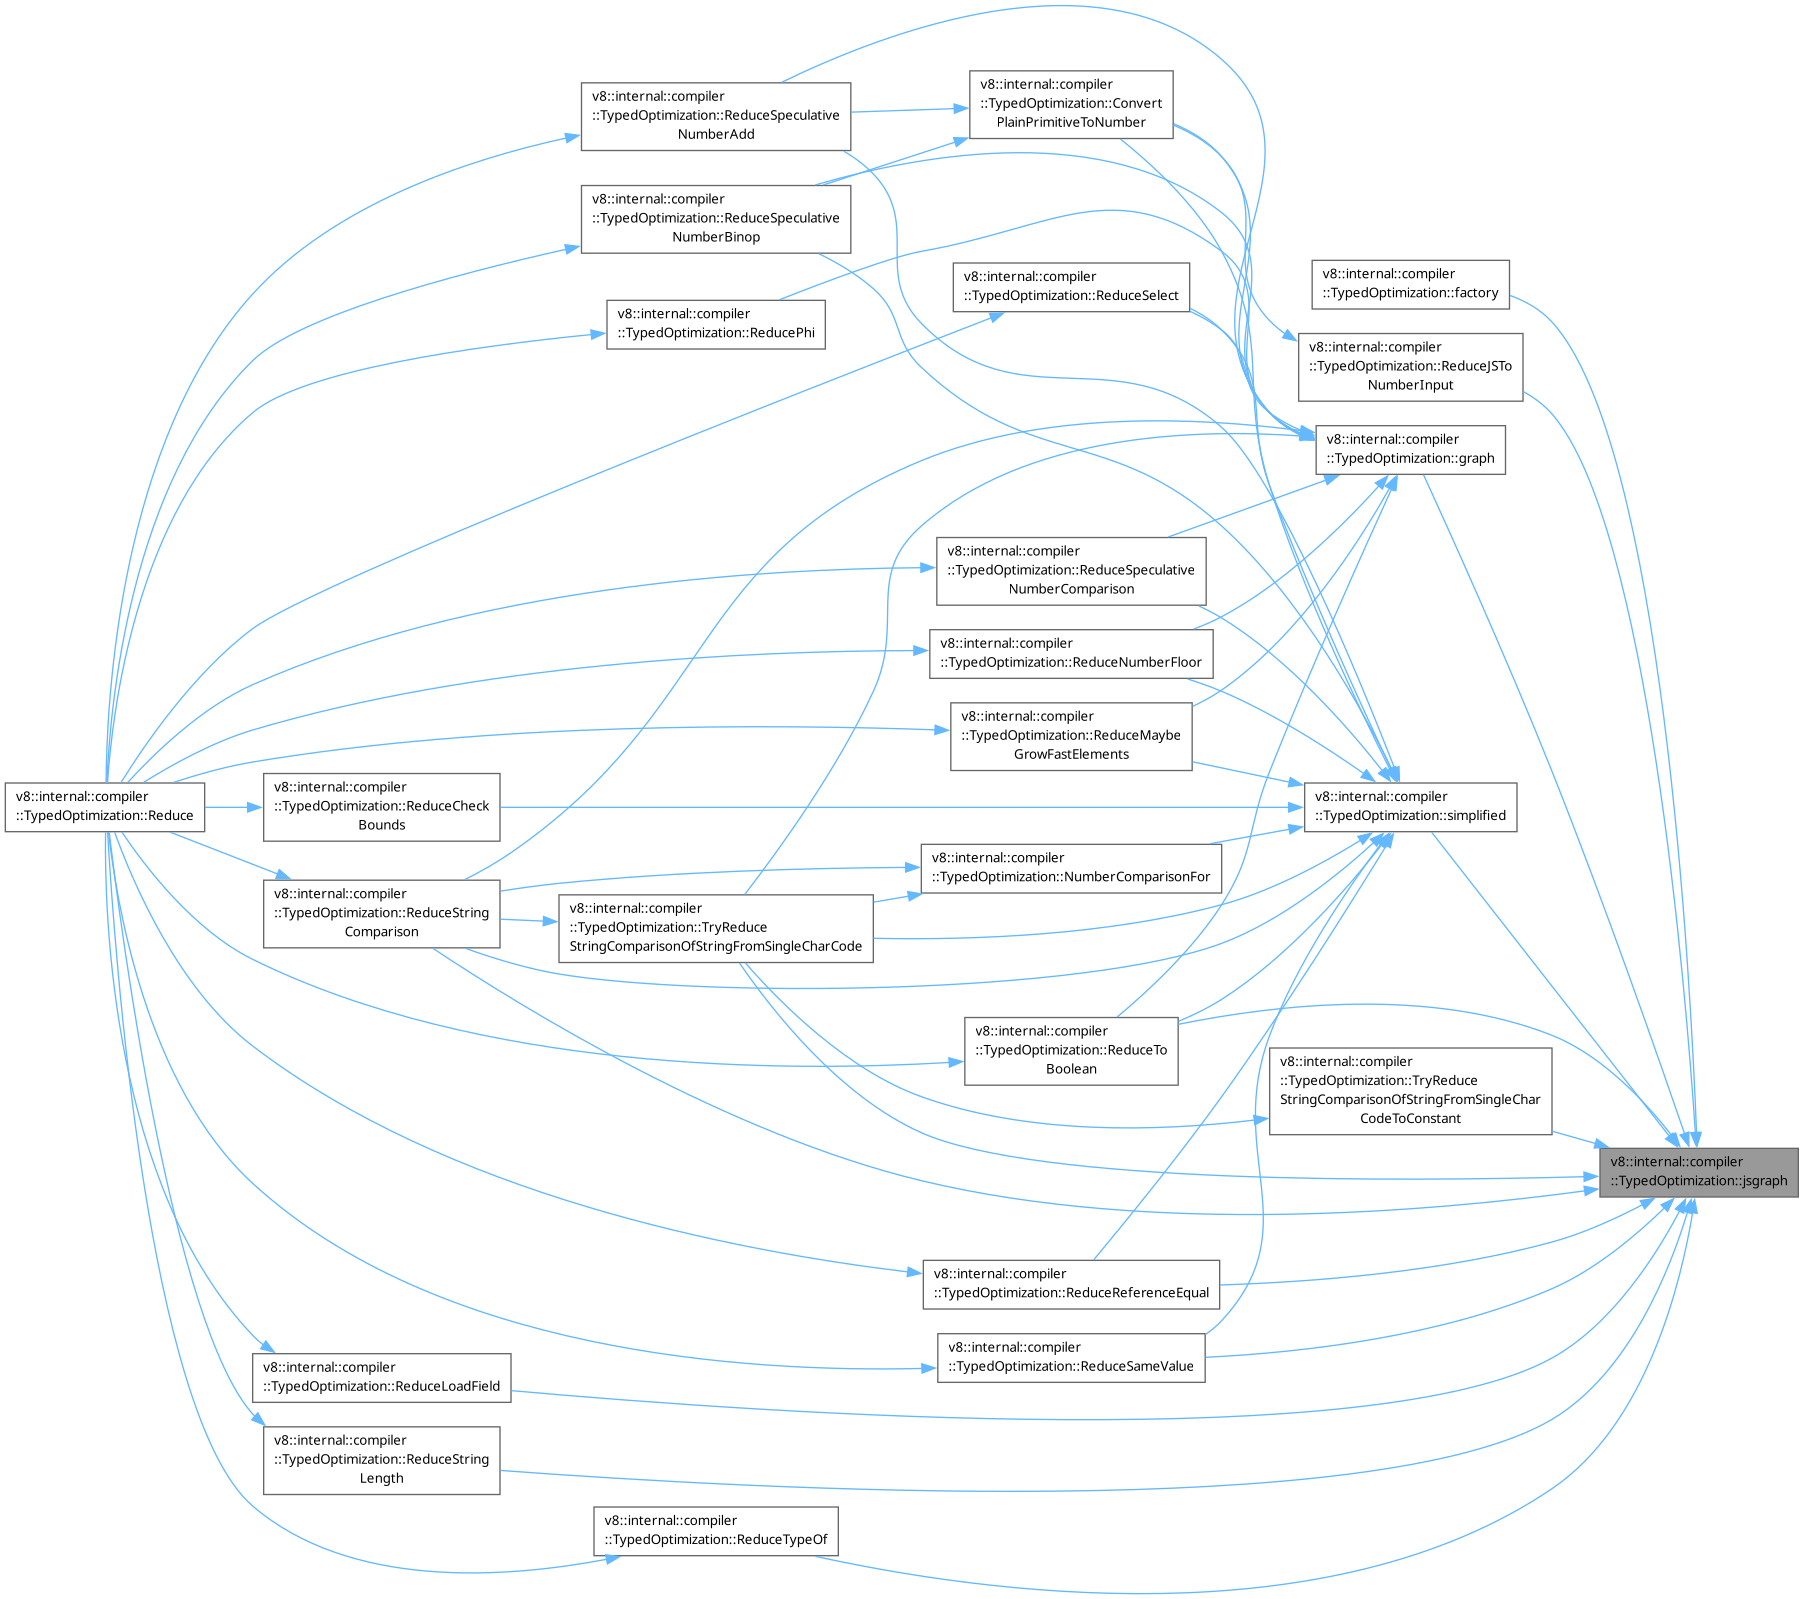 v8::internal::compiler
::TypedOptimization::Convert
PlainPrimitiveToNumber
v8::internal::compiler
::TypedOptimization::ReduceSpeculative
NumberAdd
v8::internal::compiler
::TypedOptimization::ReduceSpeculative
NumberBinop
v8::internal::compiler
::TypedOptimization::ReduceSelect
v8::internal::compiler
::TypedOptimization::factory
v8::internal::compiler
::TypedOptimization::ReducePhi
v8::internal::compiler
::TypedOptimization::ReduceJSTo
NumberInput
v8::internal::compiler
::TypedOptimization::graph
v8::internal::compiler
::TypedOptimization::ReduceSpeculative
NumberComparison
v8::internal::compiler
::TypedOptimization::ReduceNumberFloor
v8::internal::compiler
::TypedOptimization::ReduceMaybe
GrowFastElements
v8::internal::compiler
::TypedOptimization::Reduce
v8::internal::compiler
::TypedOptimization::ReduceCheck
Bounds
v8::internal::compiler
::TypedOptimization::simplified
v8::internal::compiler
::TypedOptimization::NumberComparisonFor
v8::internal::compiler
::TypedOptimization::ReduceString
Comparison
v8::internal::compiler
::TypedOptimization::TryReduce
StringComparisonOfStringFromSingleCharCode
v8::internal::compiler
::TypedOptimization::ReduceTo
Boolean
v8::internal::compiler
::TypedOptimization::TryReduce
StringComparisonOfStringFromSingleChar
CodeToConstant
v8::internal::compiler
::TypedOptimization::jsgraph
v8::internal::compiler
::TypedOptimization::ReduceReferenceEqual
v8::internal::compiler
::TypedOptimization::ReduceSameValue
v8::internal::compiler
::TypedOptimization::ReduceLoadField
v8::internal::compiler
::TypedOptimization::ReduceString
Length
v8::internal::compiler
::TypedOptimization::ReduceTypeOf